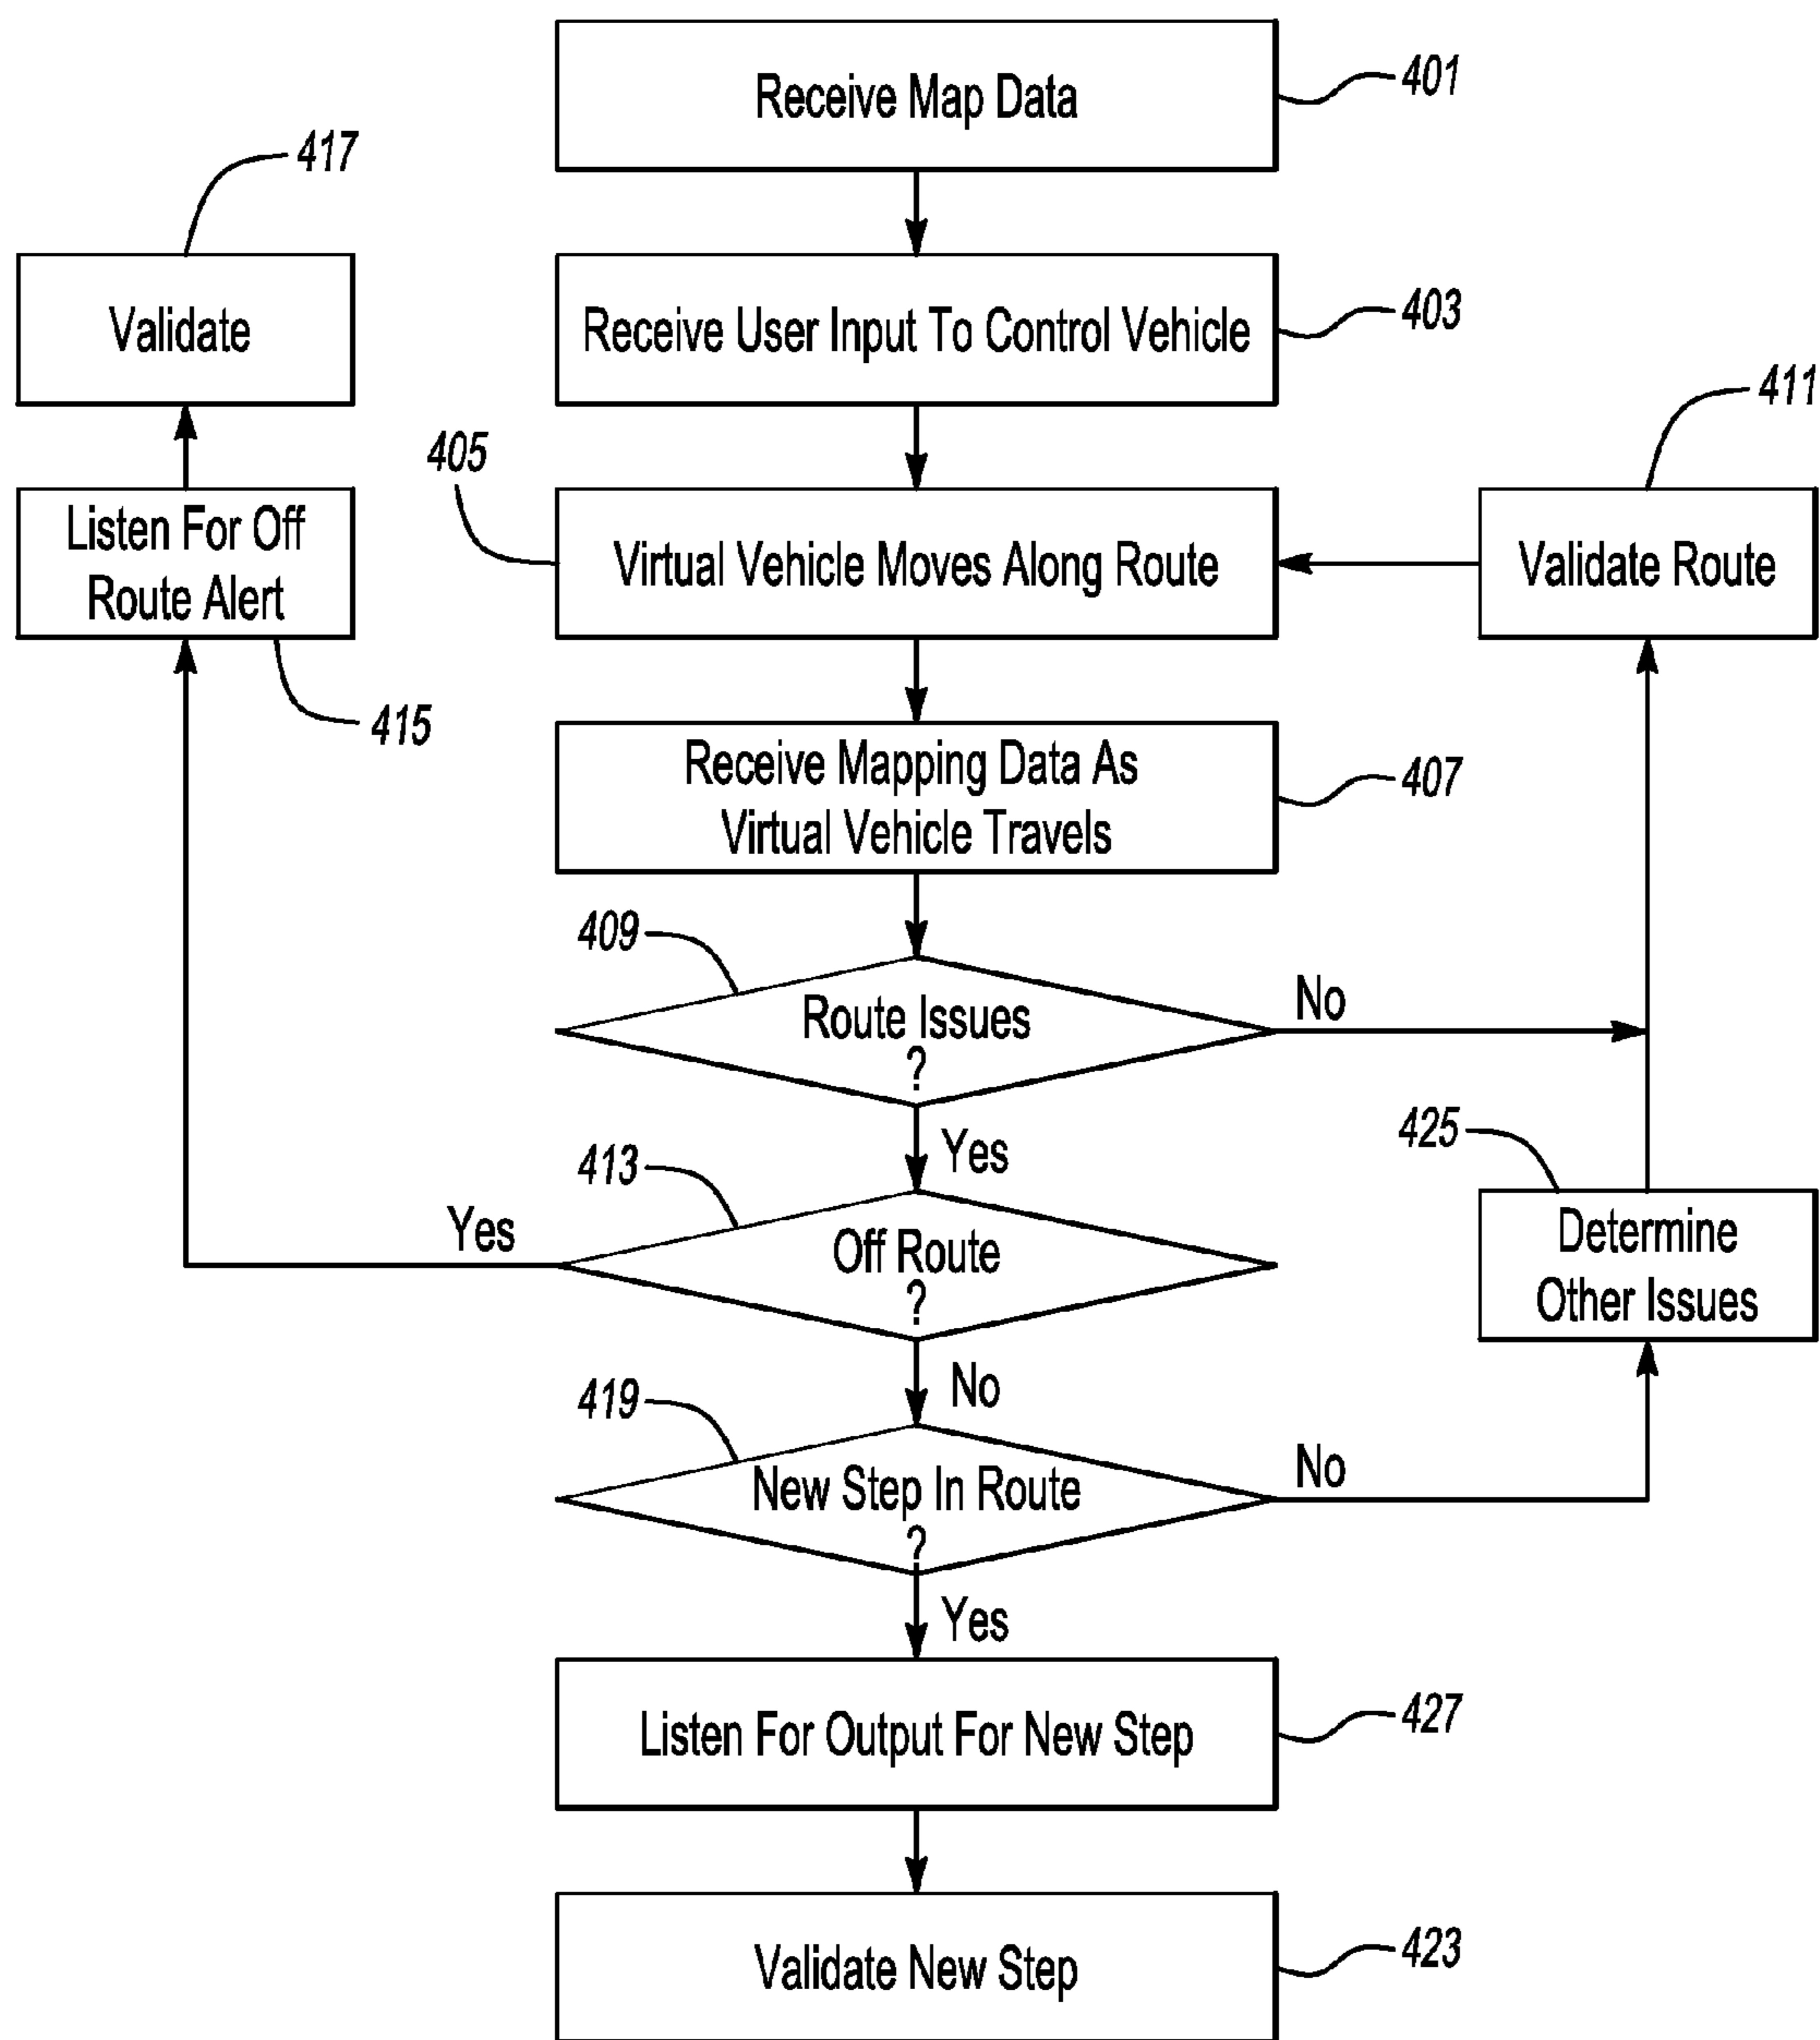 Receive Map Data
401
417
Validate
Receive User Input To Control Vehicle
403
411
405
Listen For Off
Route Alert
Virtual Vehicle Moves Along Route
Validate Route
415
Receive Mapping Data As
Virtual Vehicle Travels
407
409
Route Issues
?
No
Yes
413
425
Yes
Off Route
?
Determine
Other Issues
No
419
New Step In Route
?
No
Yes
Listen For Output For New Step
427
Validate New Step
423